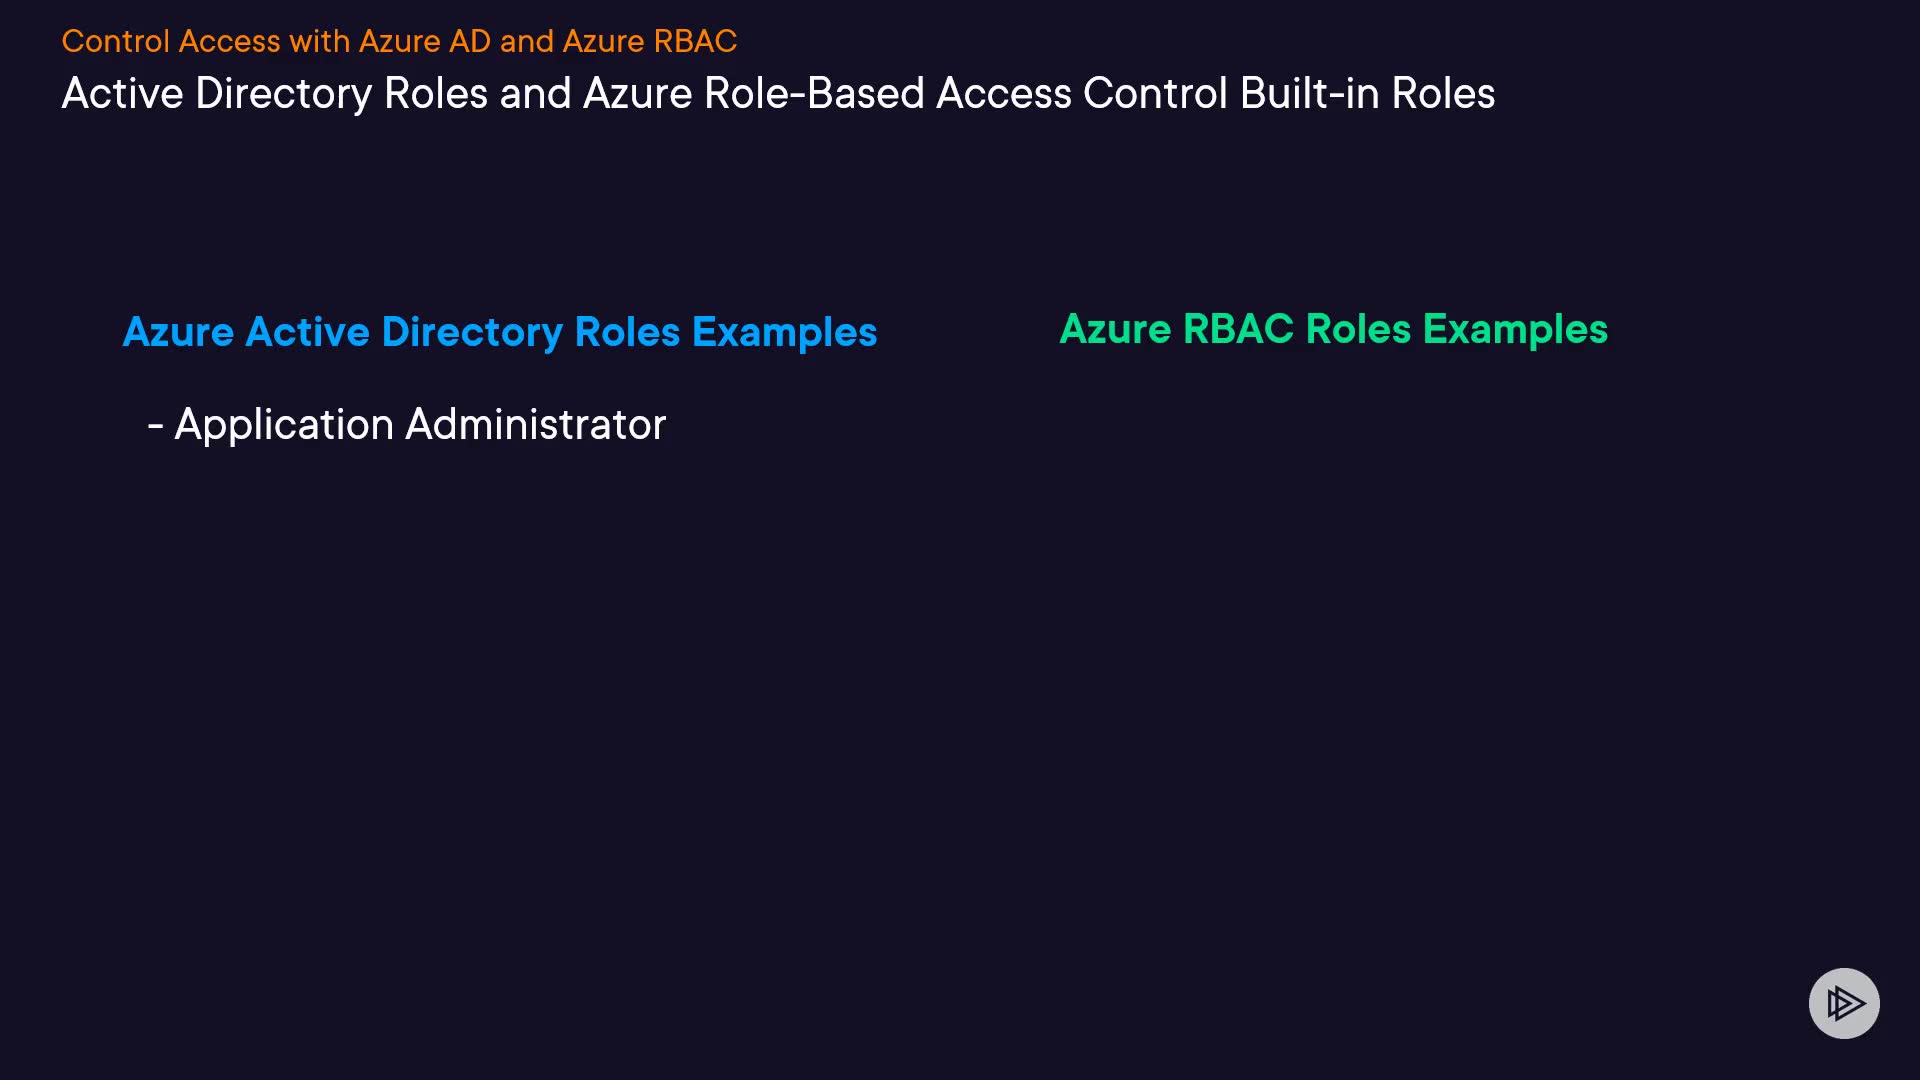 Control Access with Azure AD and Azure RBAC
Active Directory Roles and Azure Role-Based Access Control Built-in Roles
Azure Active Directory Roles Examples
- Application Administrator
Azure RBAC Roles Examples